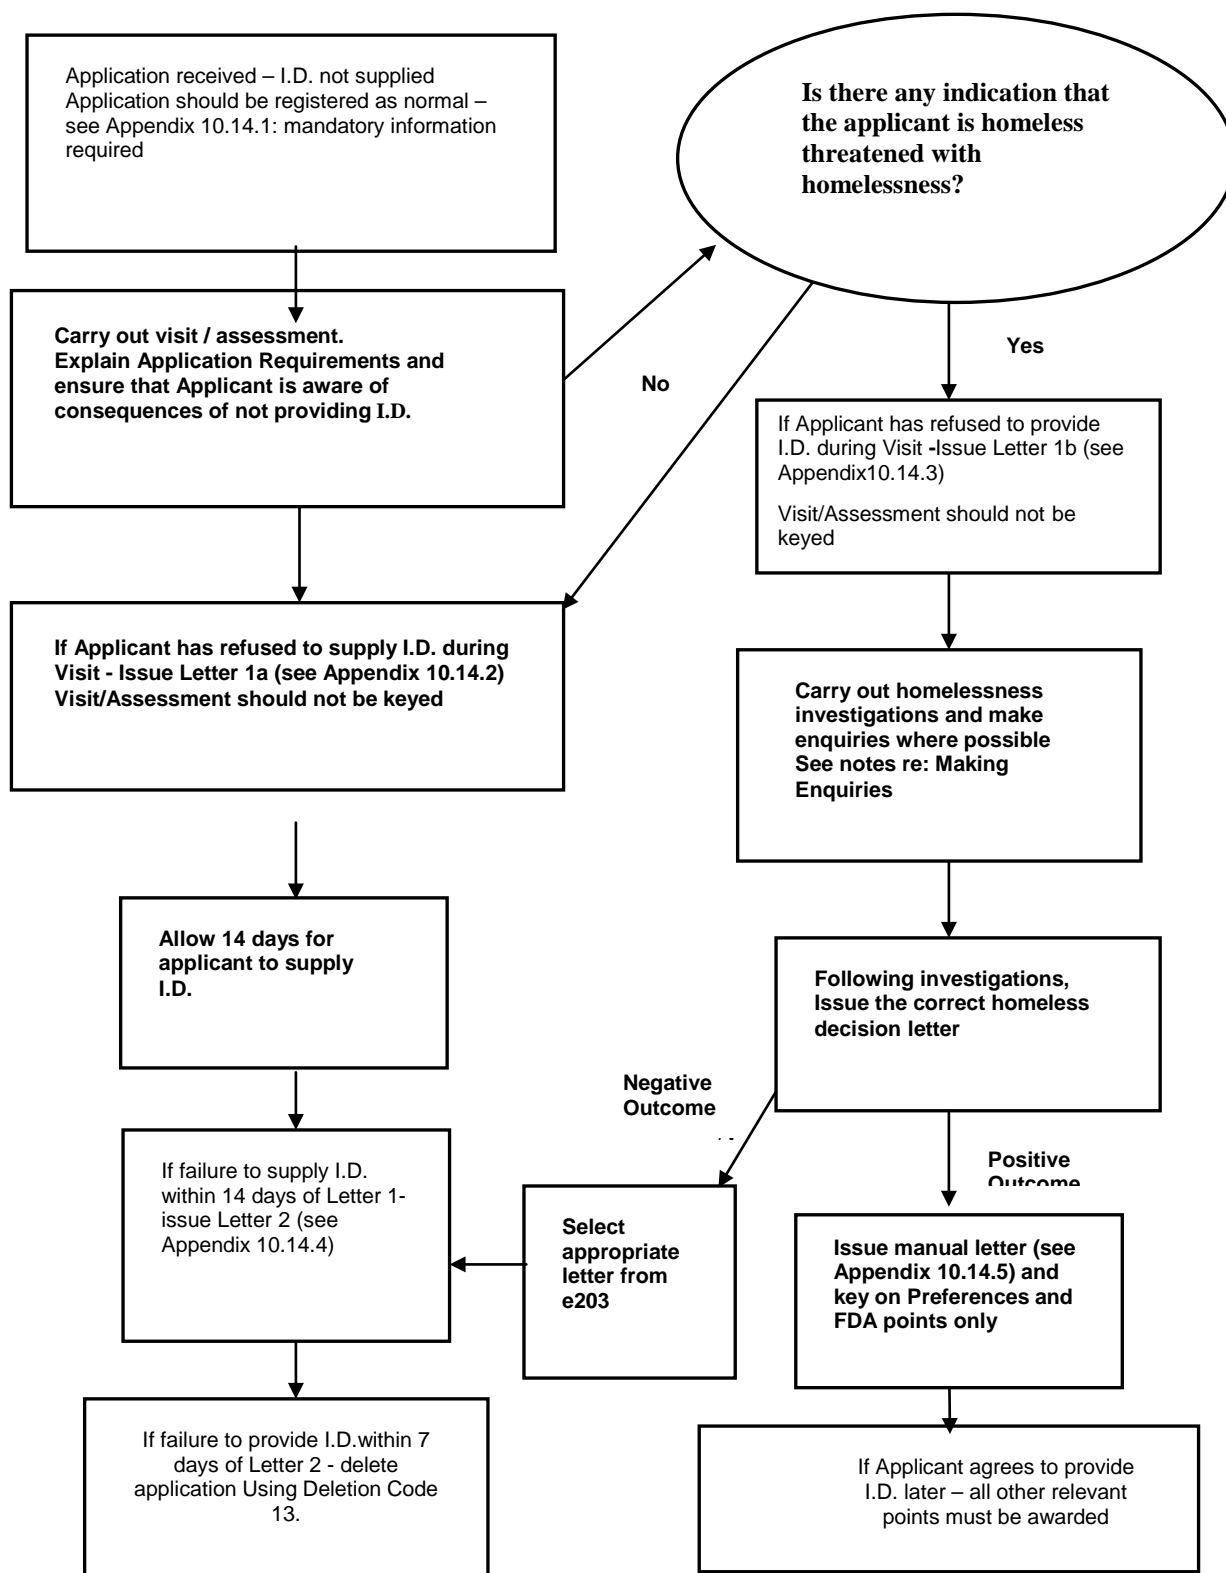 Application received – I.D. not supplied
Application should be registered as normal –
see Appendix 10.14.1: mandatory information
required
Is there any indication that
the applicant is homeless
threatened with
homelessness?
Carry out visit / assessment.
Explain Application Requirements and
ensure that Applicant is aware of
consequences of not providing I.D.
No
Yes
If Applicant has refused to provide
I.D. during Visit -Issue Letter 1b (see
Appendix10.14.3)
Visit/Assessment should not be
keyed
If Applicant has refused to supply I.D. during
Visit - Issue Letter 1a (see Appendix 10.14.2)
Visit/Assessment should not be keyed
Carry out homelessness
investigations and make
enquiries where possible
See notes re: Making
Enquiries
Allow 14 days for
applicant to supply
I.D.
Following investigations,
Issue the correct homeless
decision letter
Negative
Outcome
Positive
Outcome
If failure to supply I.D.
within 14 days of Letter 1-
issue Letter 2 (see
Appendix 10.14.4)
Select
appropriate
letter from
e203
Issue manual letter (see
Appendix 10.14.5) and
key on Preferences and
FDA points only
If failure to provide I.D.within 7
days of Letter 2 - delete
application Using Deletion Code
13.
If Applicant agrees to provide
I.D. later – all other relevant
points must be awarded